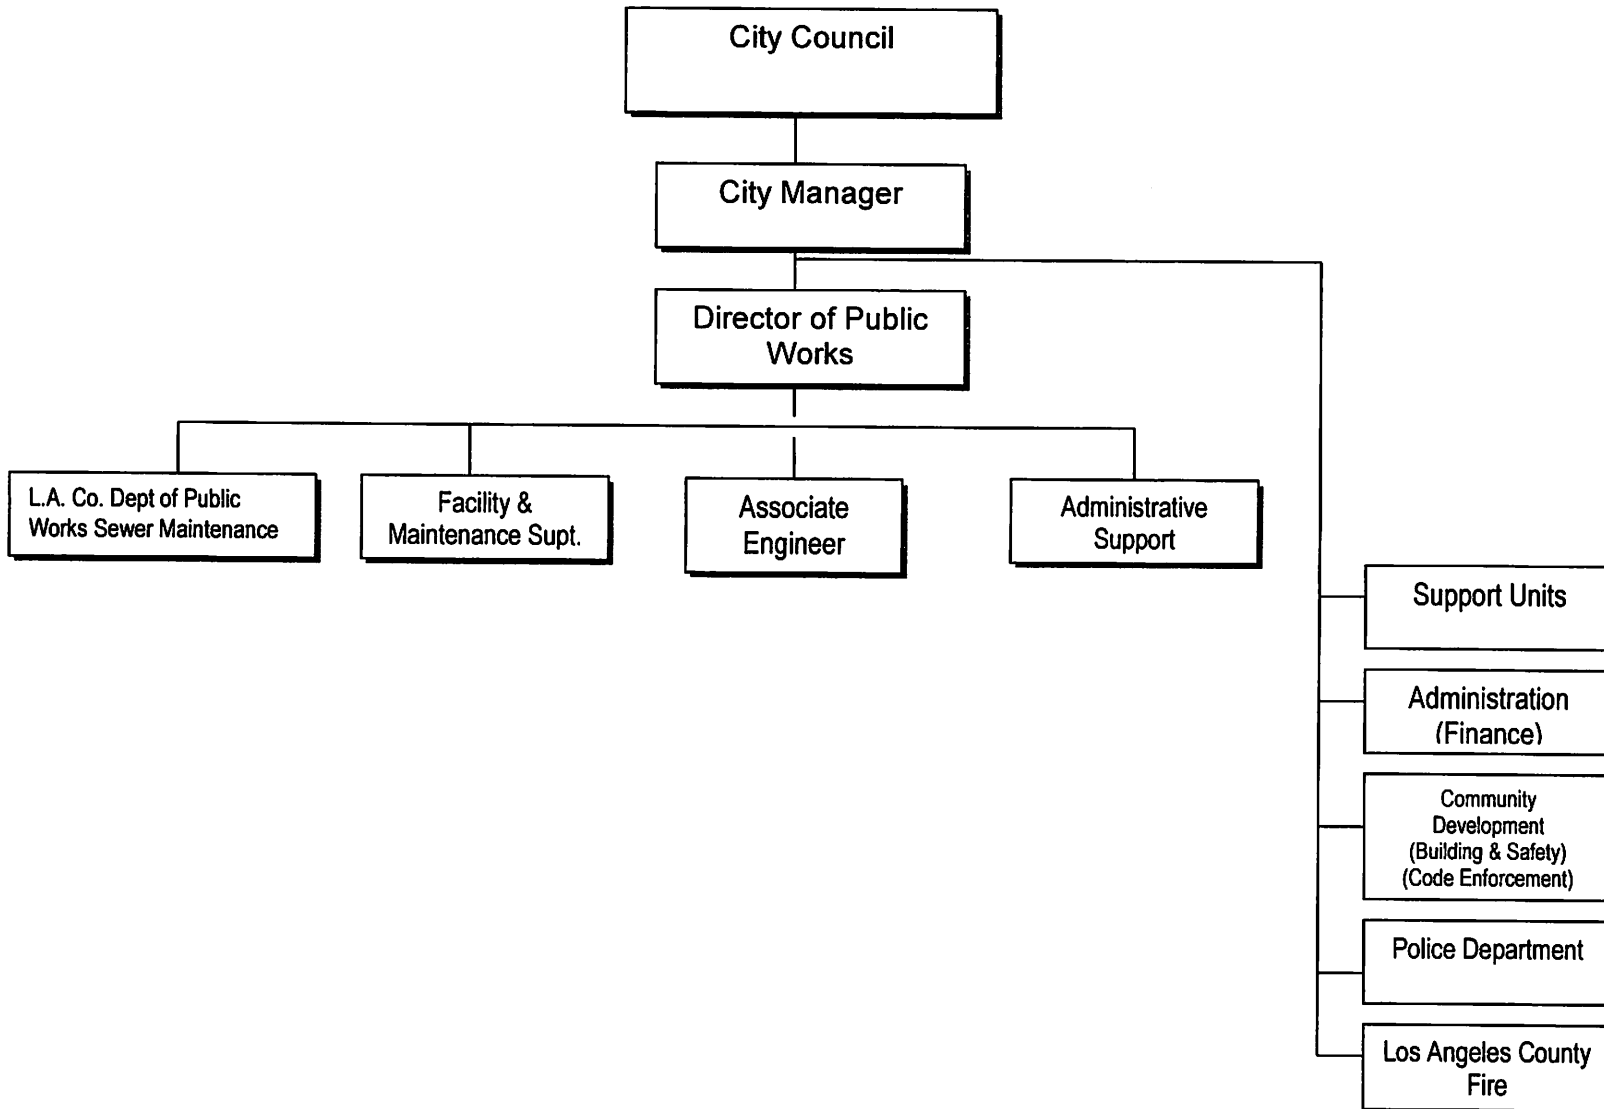 City Council
City Manager
Director of Public
Works
L.A. Co. Dept of Public
Works Sewer Maintenance
Facility &
Maintenance Supt.
Associate
Engineer
Administrative
Support
Support Units
Administration
(Finance)
Community
Development
(Building & Safety)
(Code Enforcement)
Police Department
Los Angeles County
Fire